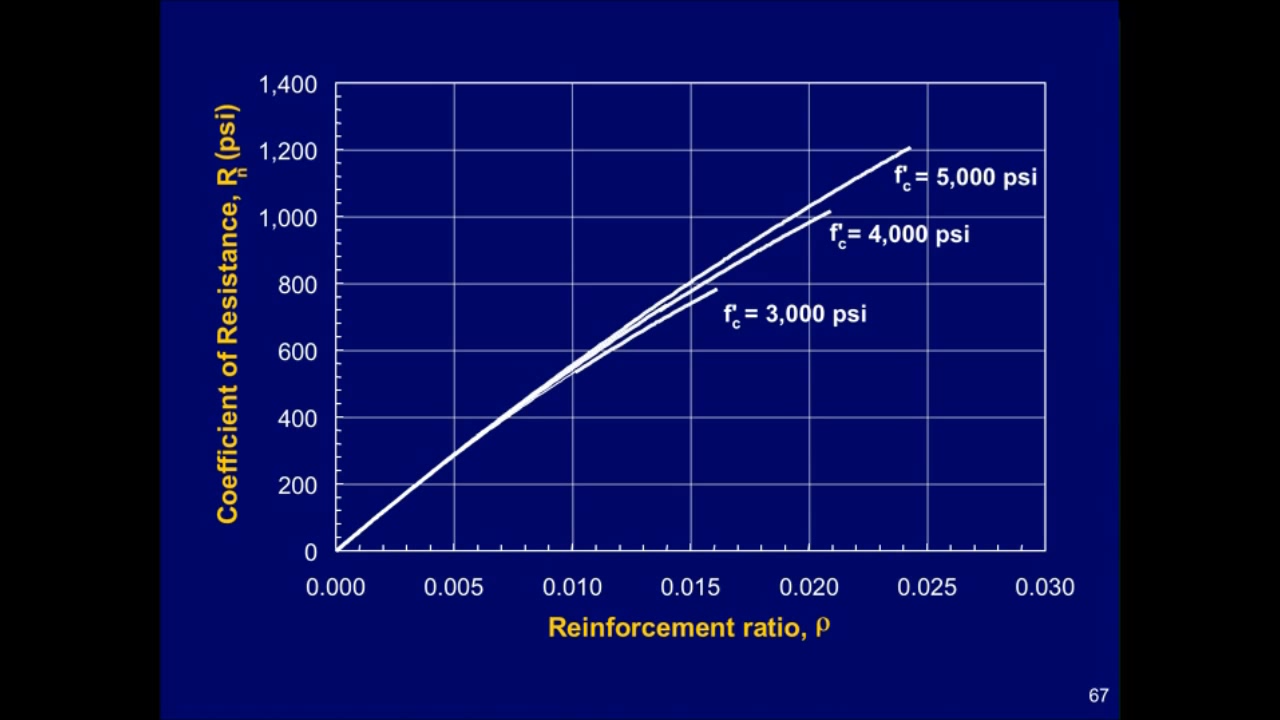 1,400
1,200
1,000
800
600
400
200
0
Coefficient of Resistance, Rn (psi)
f'c = 5,000 psi
f'c = 4,000 psi
f'c = 3,000 psi
0.000 0.005 0.010 0.015 0.020 0.025 0.030
Reinforcement ratio, ρ
67